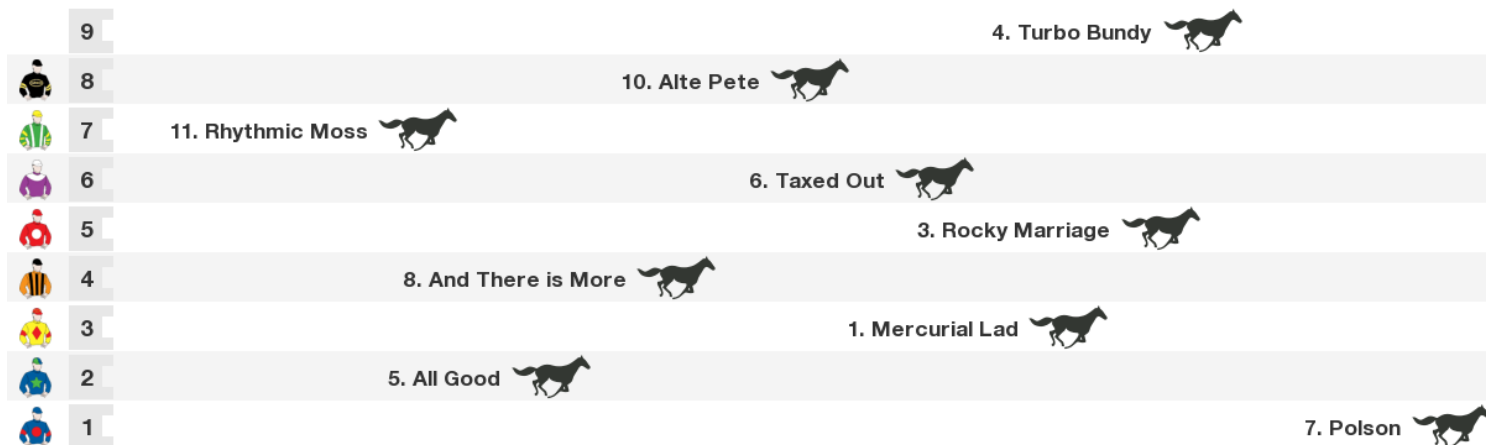 9 4. Turbo Bundy
8 10. Alte Pete
7 11. Rhythmic Moss
6 6. Taxed Out
5 3. Rocky Marriage
4 8. And There is More
3 1. Mercurial Lad
2 5. All Good
1 7. Polson